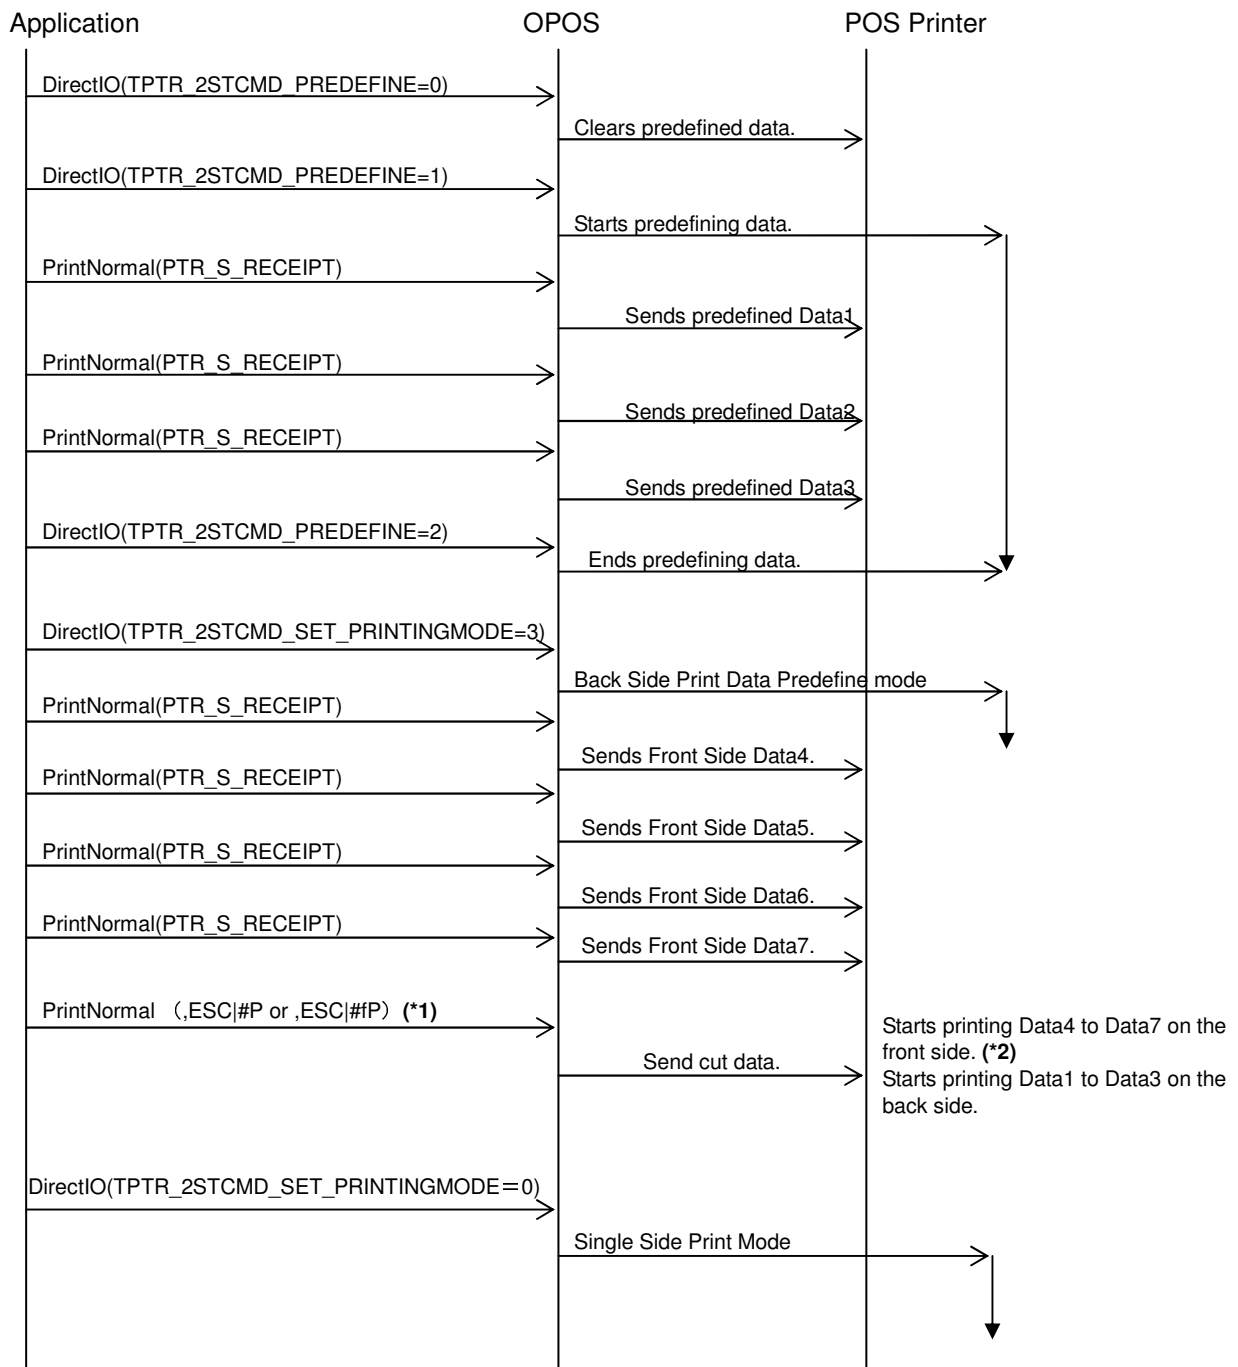 Application OPOS POS Printer
DirectIO(TPTR_2STCMD_PREDEFINE=0)
Clears predefined data.
DirectIO(TPTR_2STCMD_PREDEFINE=1)
Starts predefining data.
PrintNormal(PTR_S_RECEIPT)
Sends predefined Data1
PrintNormal(PTR_S_RECEIPT)
Sends predefined Data2
PrintNormal(PTR_S_RECEIPT)
Sends predefined Data3
DirectIO(TPTR_2STCMD_PREDEFINE=2)
Ends predefining data.
DirectIO(TPTR_2STCMD_SET_PRINTINGMODE=3)
Back Side Print Data Predefine mode
PrintNormal(PTR_S_RECEIPT)
Sends Front Side Data4.
PrintNormal(PTR_S_RECEIPT)
Sends Front Side Data5.
PrintNormal(PTR_S_RECEIPT)
Sends Front Side Data6.
PrintNormal(PTR_S_RECEIPT)
Sends Front Side Data7.
PrintNormal （,ESC|#P or ,ESC|#fP）(*1)
Send cut data.
Starts printing Data4 to Data7 on the
front side. (*2)
Starts printing Data1 to Data3 on the
back side.
DirectIO(TPTR_2STCMD_SET_PRINTINGMODE＝0)
Single Side Print Mode